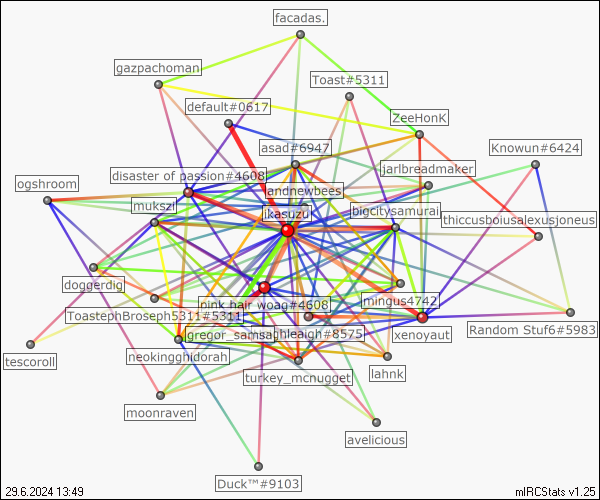 facadas.
gazpachoman
Toast#5311
default#0617
ZeeHonK
asad#6947
Knowun#6424
jarlbreadmaker
disaster of passion#4608
ogshroom
andnewbees
mukszi
jkasuzu
bigcitysamurai
thiccusboiusalexusjoneus
doggerdig
pink hair woag#4608
mingus4742
ToastephBroseph5311#5311
gregor_samsa
ghleaigh#8575
xenoyaut
Random Stuf6#5983
neokingghidorah
tescoroll
lahnk
turkey_mcnugget
moonraven
avelicious
Duck™#9103
29.6.2024 13:49
mIRCStats v1.25